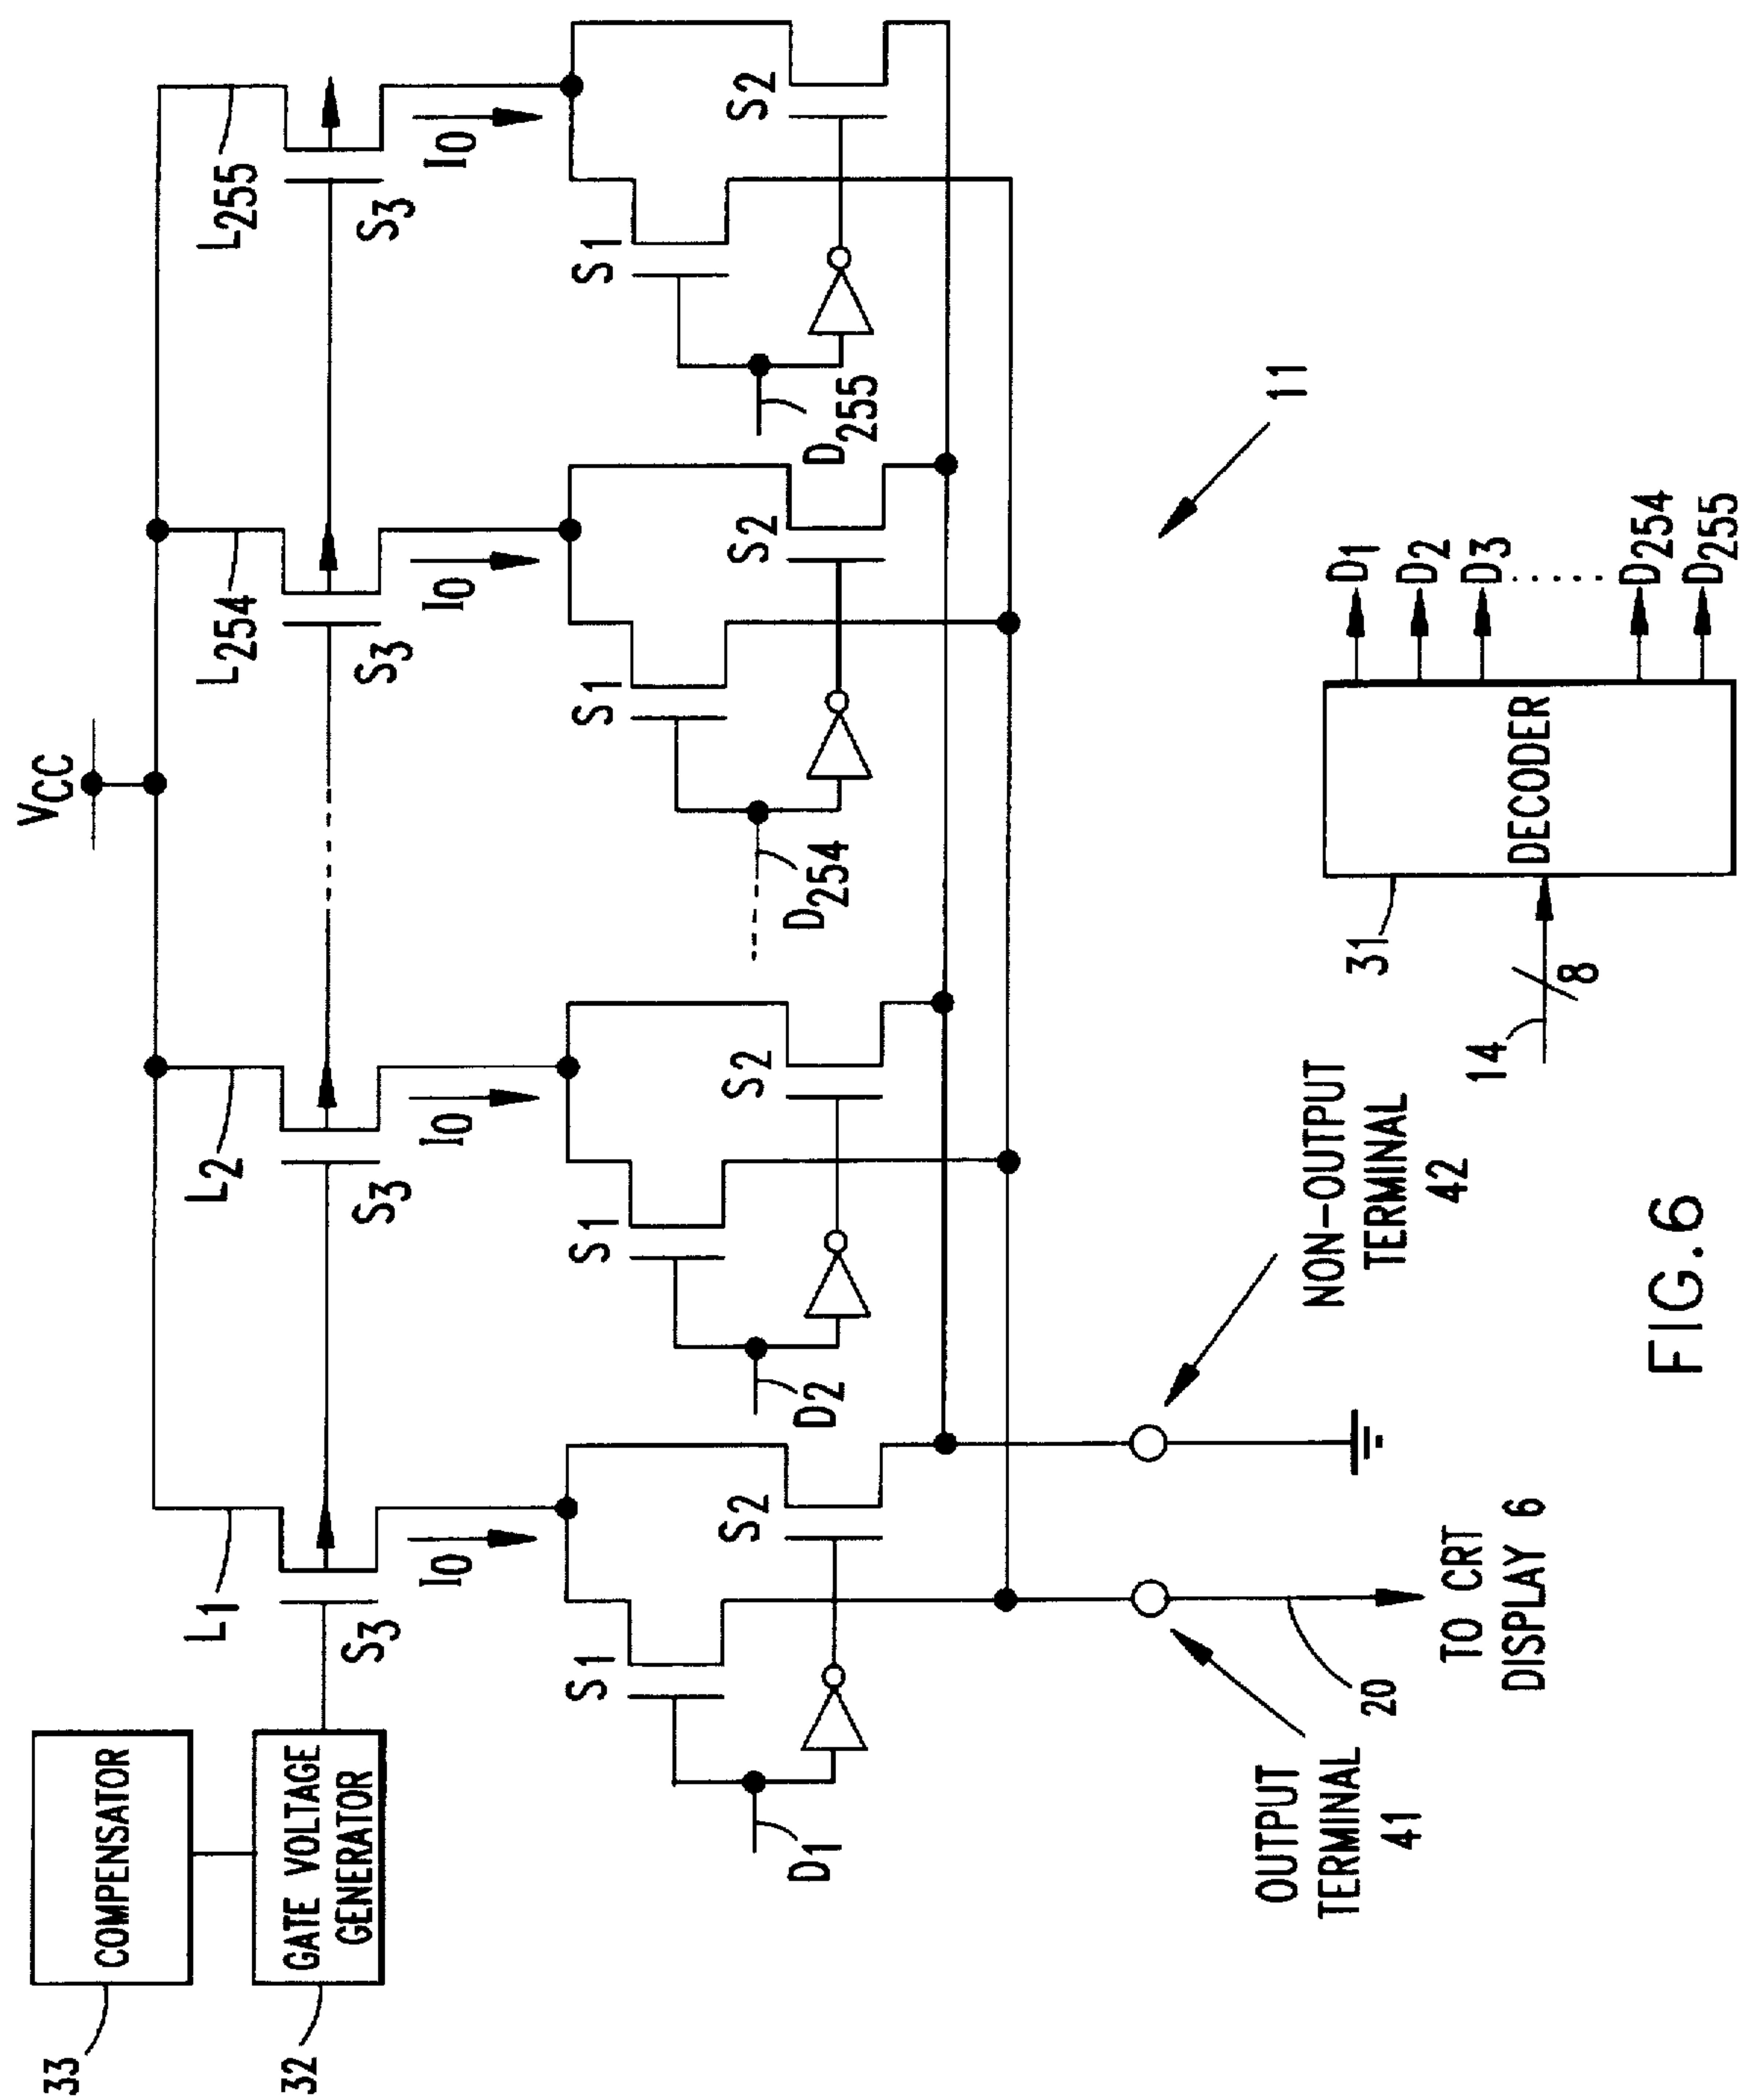 33
COMPENSATOR
32
GATE VOLTAGE
GENERATOR
VCC
L1
L2
L254
L255
S3
S3
S3
S3
I0
I0
I0
I0
S1
S2
S1
S2
S1
S2
S1
S2
D1
D2
D254
D255
OUTPUT
TERMINAL
41
20
TO CRT
DISPLAY 6
NON-OUTPUT
TERMINAL
42
11
14
8
31
DECODER
D1
D2
D3
......
D254
D255
FIG.6